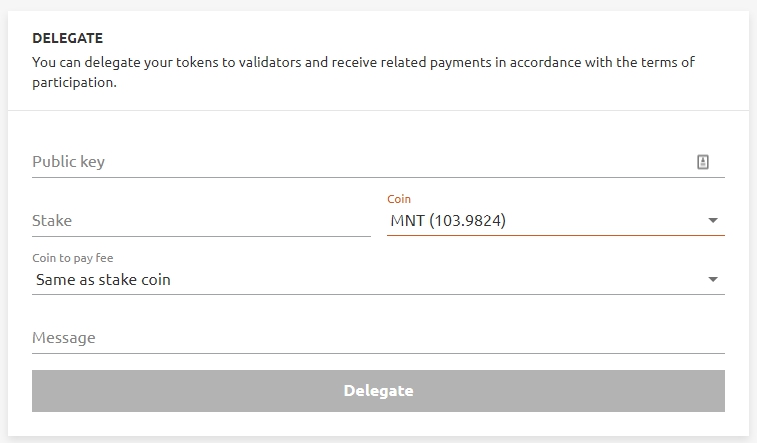 DELEGATE
You can delegate your tokens to validators and receive related payments in accordance with the terms of
participation.
Public key
Coin
Stake
MNT (103.9824)
Coin to pay fee
Same as stake coin
Message
Delegate